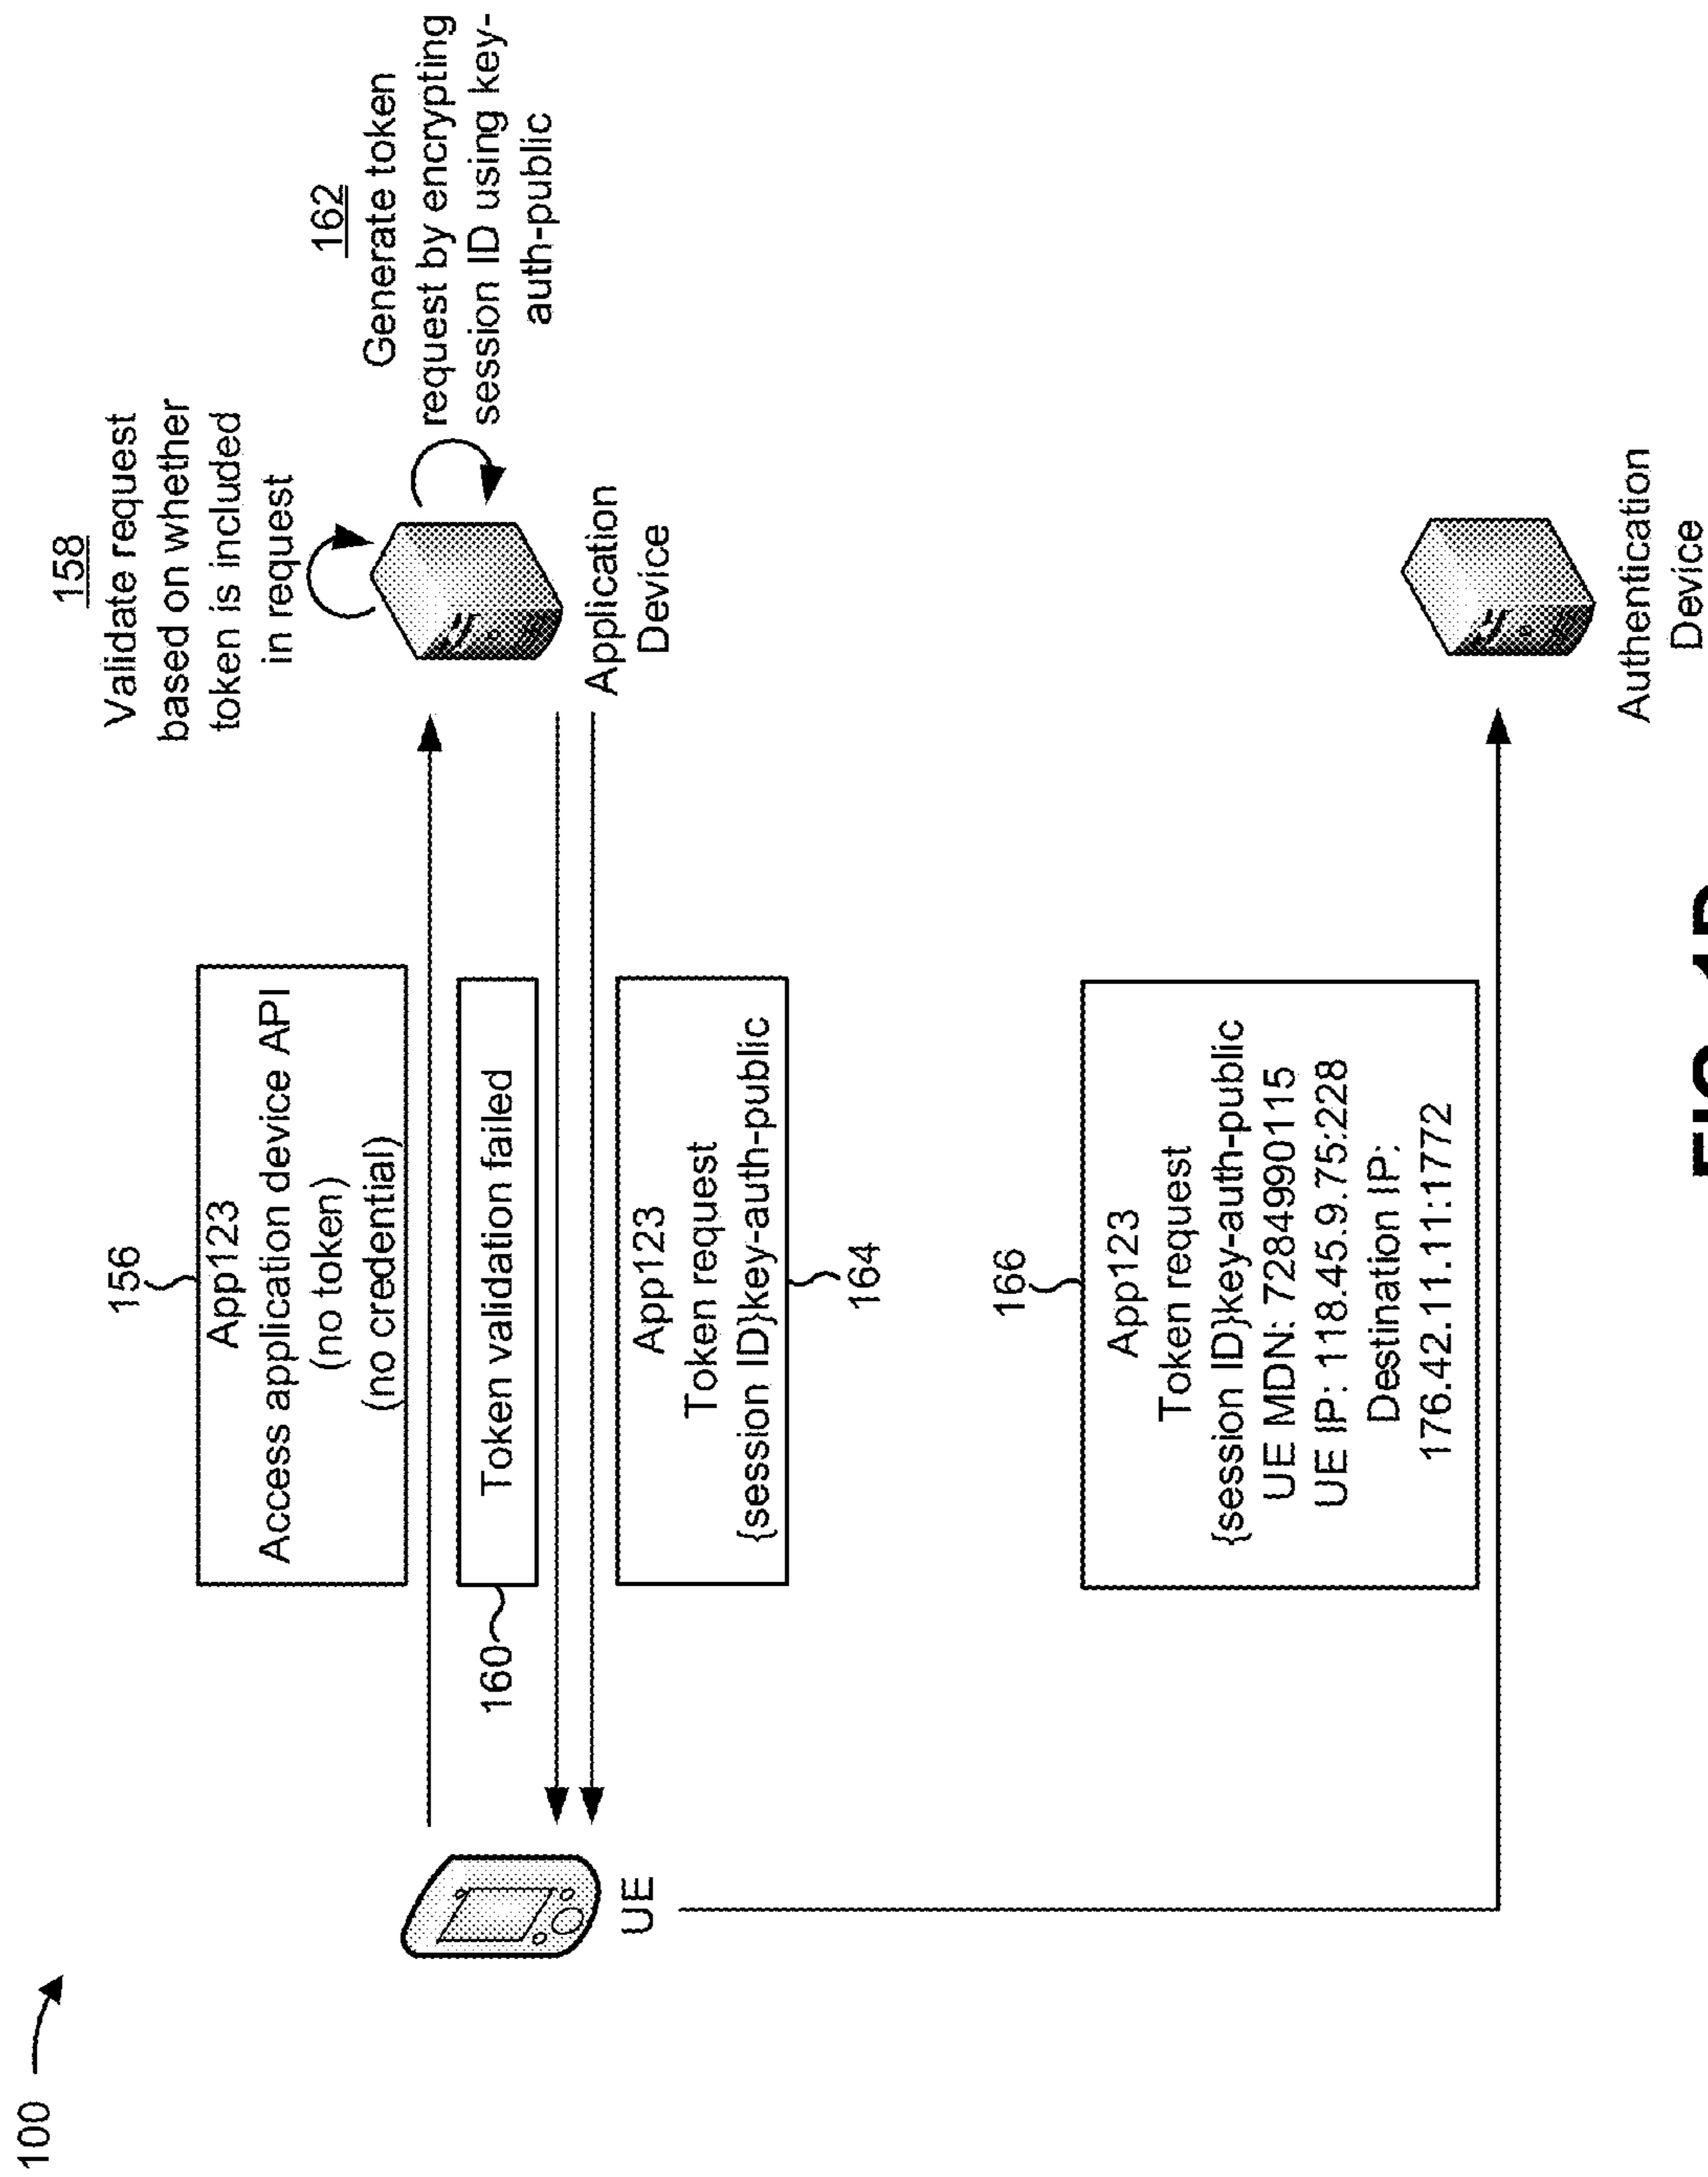 100
158
Validate request
based on whether
token is included
in request
162
Generate token
request by encrypting
session ID using key-
auth-public
156
App123
Access application device API
(no token)
(no credential)
160
Token validation failed
App123
Token request
{session ID}key-auth-public
164
UE
Application
Device
166
App123
Token request
{session ID}key-auth-public
UE MDN: 7284990115
UE IP: 118.45.9.75:228
Destination IP:
176.42.11.11:1772
Authentication
Device
FIG.